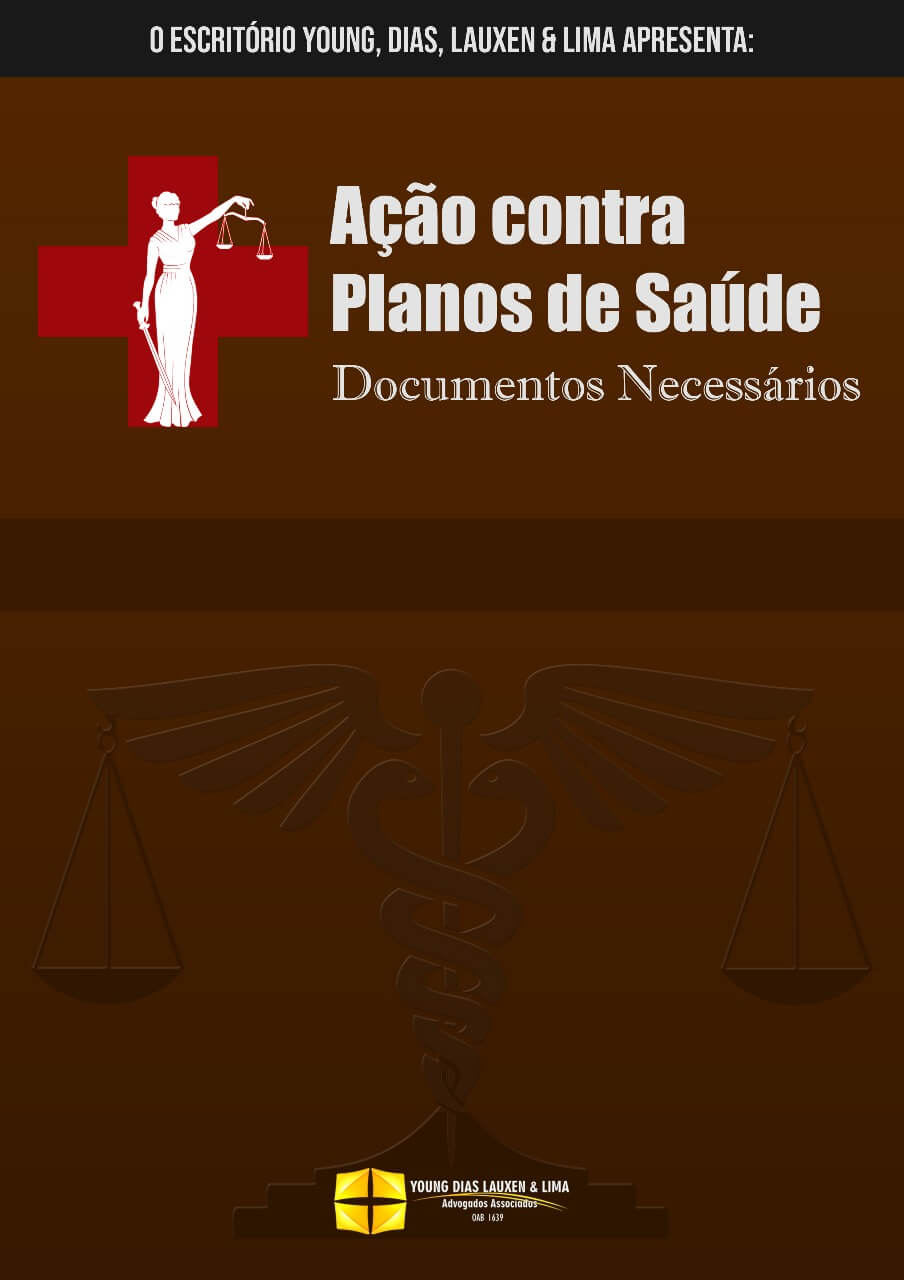 O ESCRITÓRIO YOUNG, DIAS, LAUXEN & LIMA APRESENTA:
Ação contra
Planos de Saúde
Documentos Necessários
YOUNG DIAS LAUXEN & LIMA
Advogados Associados
OAB 1639